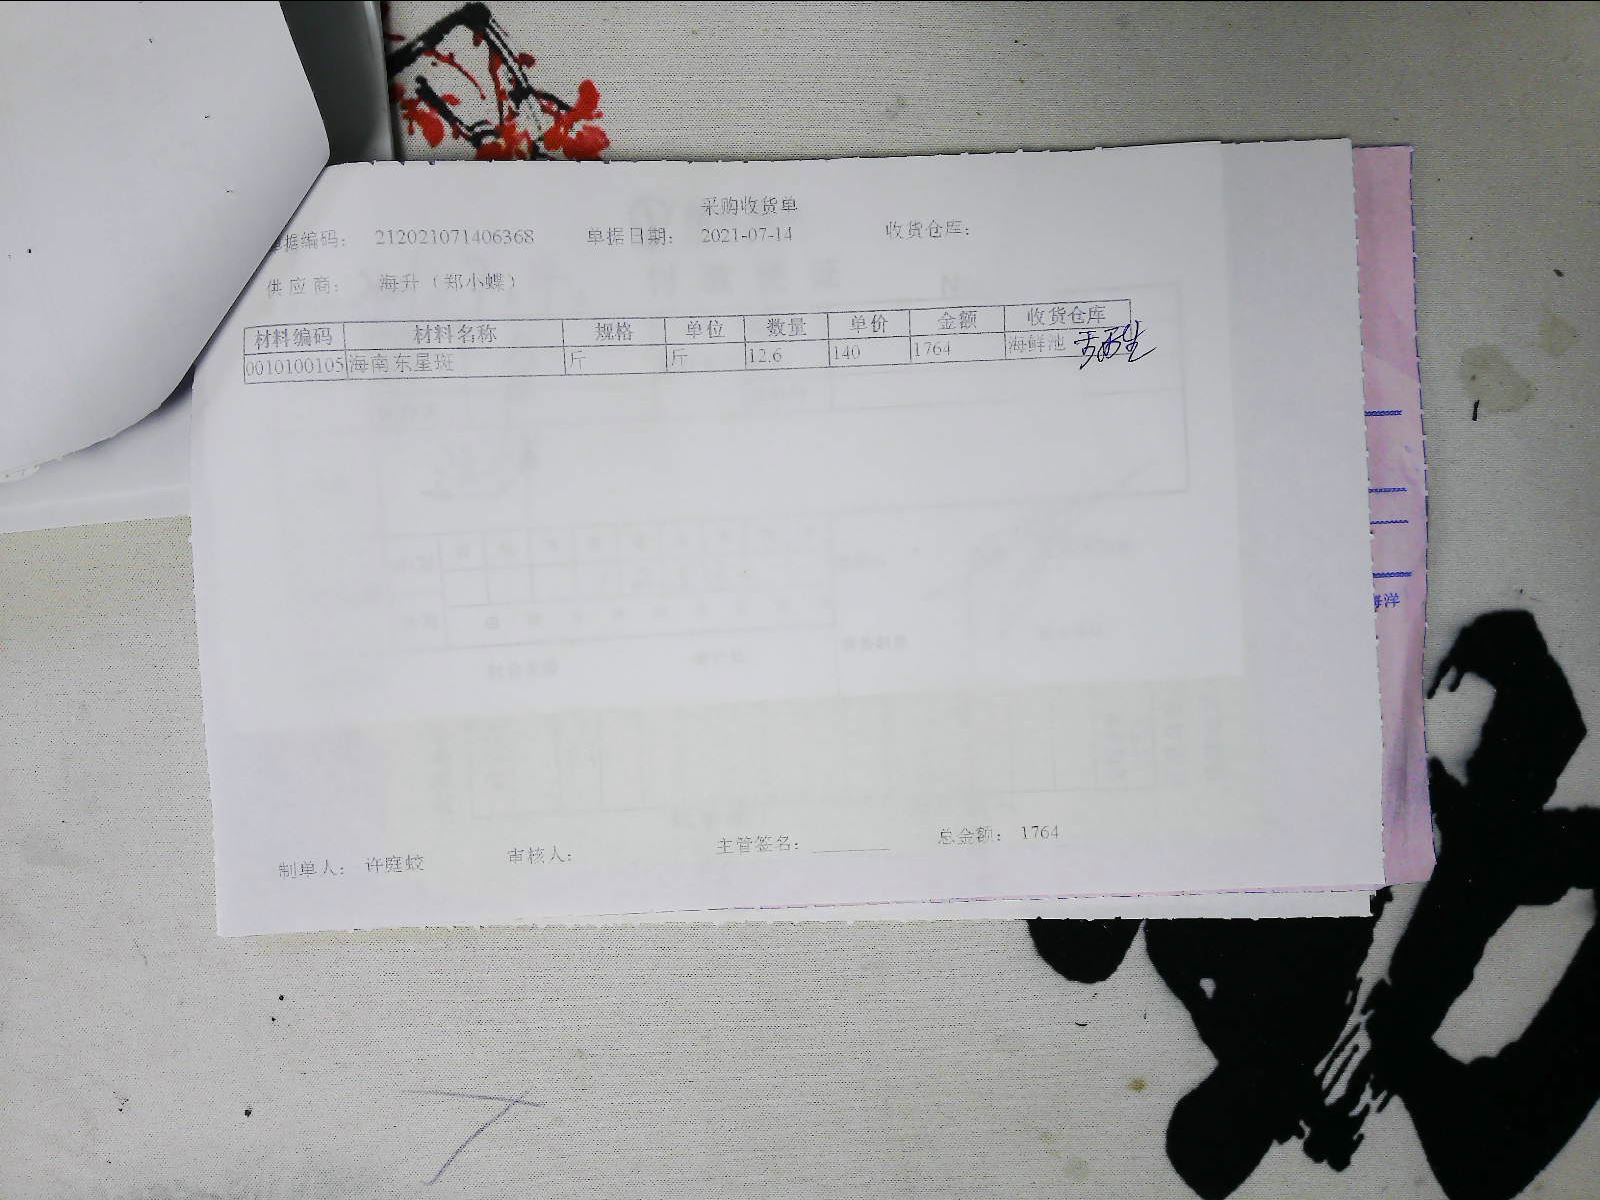 采购收货单
据编码： 212021071406368 单据日期： 2021-07-14 收货仓库：
供应商： 海升（郑小蝶）
材料编码 材料名称 规格 单位 数量 单价 金额 收货仓库
0010100105 海南东星斑 斤 斤 12.6 140 1764 海鲜池
制单人： 许庭蛟 审核人： 主管签名： 总金额： 1764
海洋